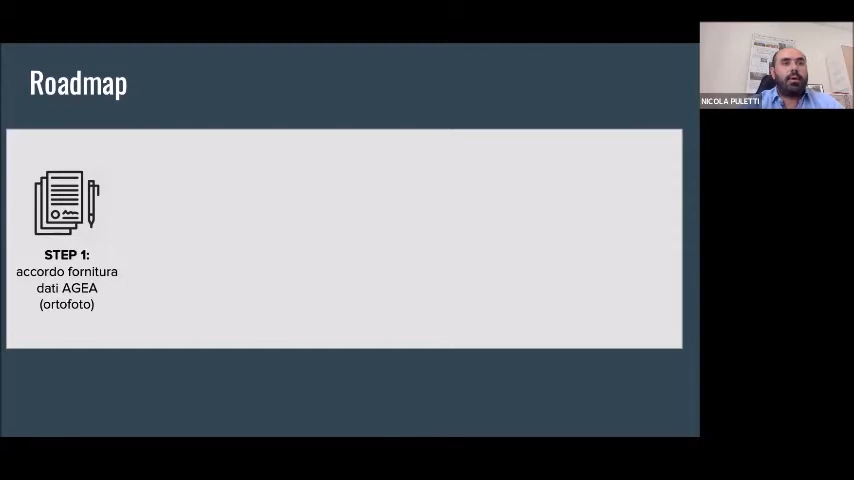 Roadmap
STEP 1:
accordo fornitura
dati AGEA
(ortofoto)
NICOLA PULETTI